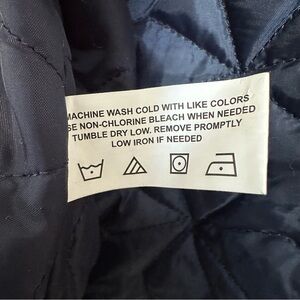 MACHINE WASH COLD WITH LIKE COLORS
SE NON-CHLORINE BLEACH WHEN NEEDED
TUMBLE DRY LOW. REMOVE PROMPTLY
LOW IRON IF NEEDED